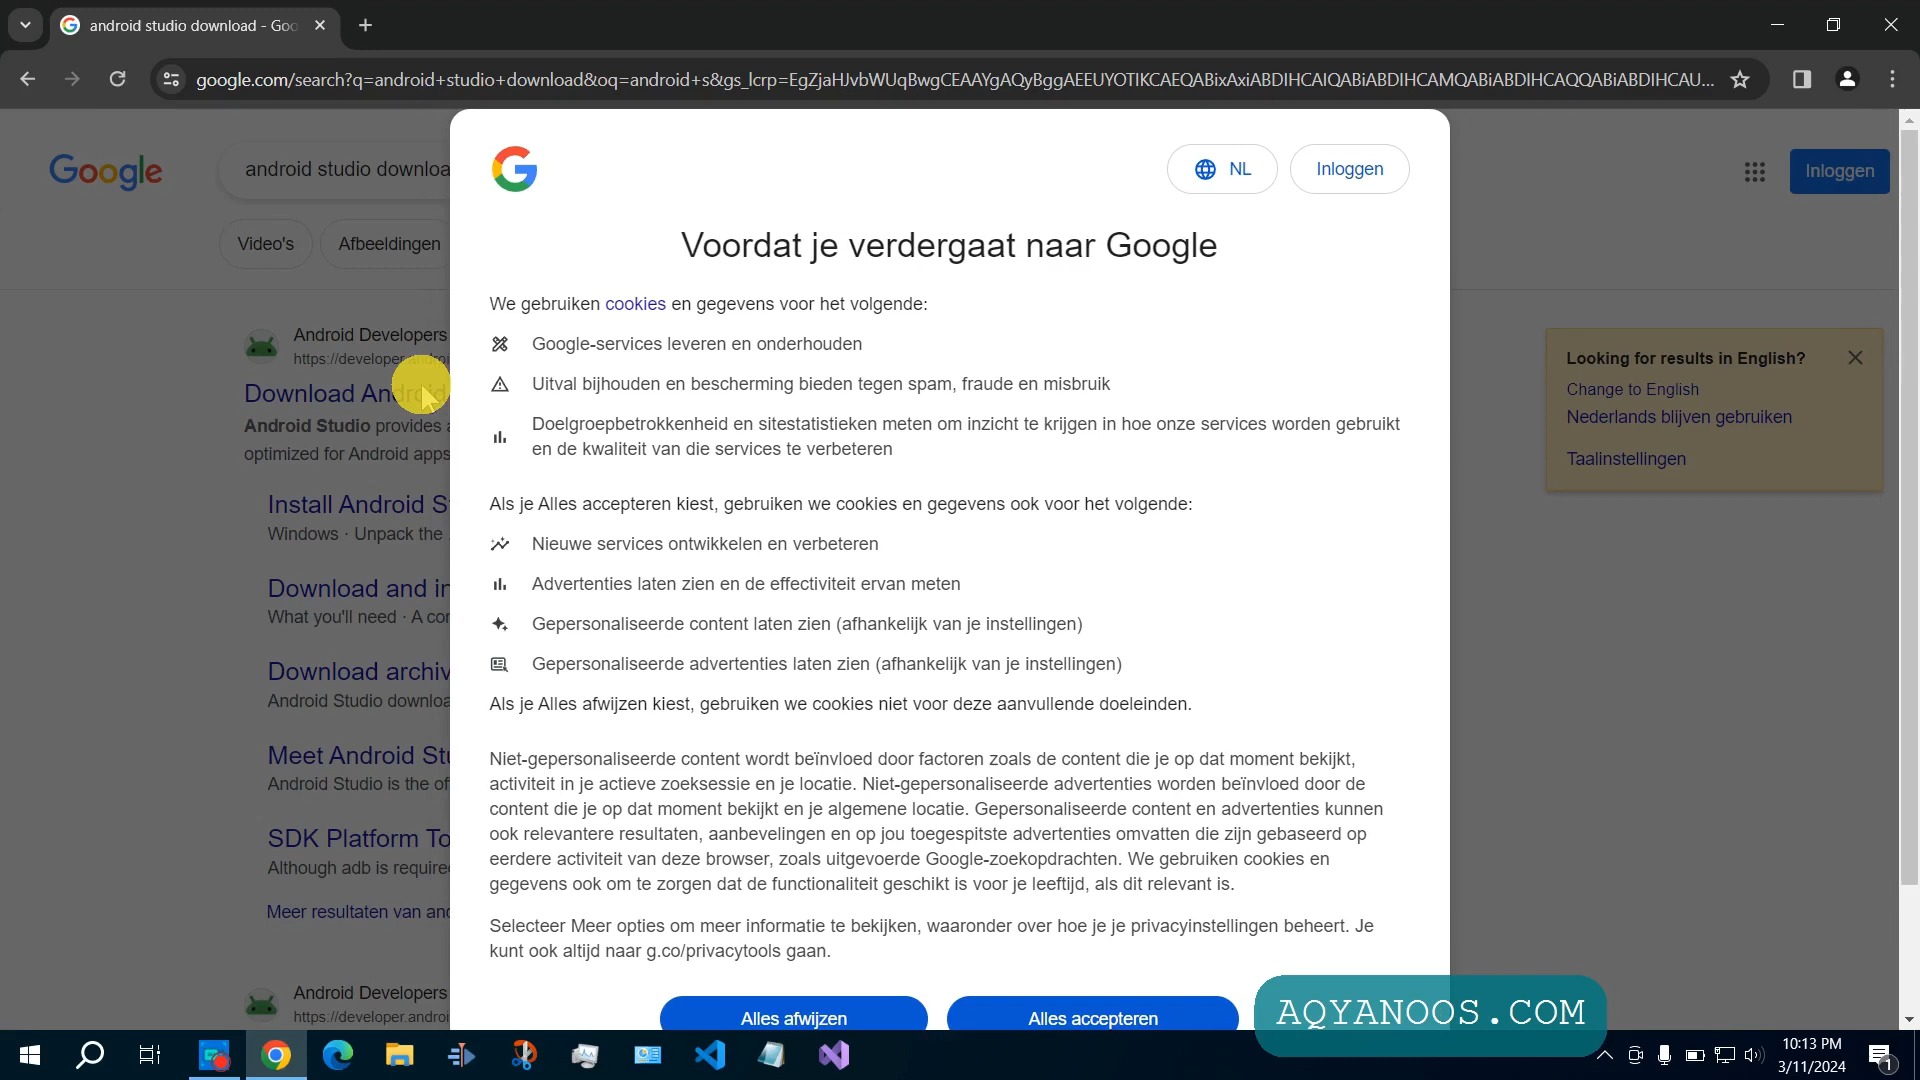 android studio download - Goo
google.com/search?q=android+studio+download&oq=android+s&gs_lcrp=EgZjaHJvbWUqBwgCEAAYgAQyBggAEEUYOTIKCAEQABixAxiABDIHCAIQABiABDIHCAMQABiABDIHCAQQABiABDIHCAU...
Google
android studio downloa
Inloggen
Video's
Afbeeldingen
NL
Inloggen
Voordat je verdergaat naar Google
We gebruiken cookies en gegevens voor het volgende:
Google-services leveren en onderhouden
Uitval bijhouden en bescherming bieden tegen spam, fraude en misbruik
Doelgroepbetrokkenheid en sitestatistieken meten om inzicht te krijgen in hoe onze services worden gebruikt
en de kwaliteit van die services te verbeteren
Als je Alles accepteren kiest, gebruiken we cookies en gegevens ook voor het volgende:
Nieuwe services ontwikkelen en verbeteren
Advertenties laten zien en de effectiviteit ervan meten
Gepersonaliseerde content laten zien (afhankelijk van je instellingen)
Gepersonaliseerde advertenties laten zien (afhankelijk van je instellingen)
Als je Alles afwijzen kiest, gebruiken we cookies niet voor deze aanvullende doeleinden.
Niet-gepersonaliseerde content wordt beïnvloed door factoren zoals de content die je op dat moment bekijkt,
activiteit in je actieve zoeksessie en je locatie. Niet-gepersonaliseerde advertenties worden beïnvloed door de
content die je op dat moment bekijkt en je algemene locatie. Gepersonaliseerde content en advertenties kunnen
ook relevantere resultaten, aanbevelingen en op jou toegespitste advertenties omvatten die zijn gebaseerd op
eerdere activiteit van deze browser, zoals uitgevoerde Google-zoekopdrachten. We gebruiken cookies en
gegevens ook om te zorgen dat de functionaliteit geschikt is voor je leeftijd, als dit relevant is.
Selecteer Meer opties om meer informatie te bekijken, waaronder over hoe je je privacyinstellingen beheert. Je
kunt ook altijd naar g.co/privacytools gaan.
Alles afwijzen
Alles accepteren
Android Developers
https://developer.androi
Download Android
Android Studio provides a
optimized for Android apps
Install Android S
Windows · Unpack the
Download and in
What you'll need · A cor
Download archiv
Android Studio downloa
Meet Android Stu
Android Studio is the of
SDK Platform To
Although adb is require
Meer resultaten van an
Android Developers
https://developer.androi
Looking for results in English?
Change to English
Nederlands blijven gebruiken
Taalinstellingen
AQYANOOS.COM
10:13 PM
3/11/2024
1